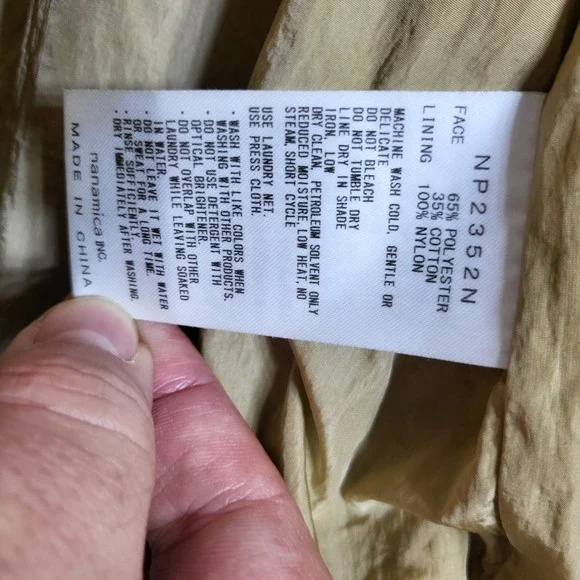 NP2352N
FACE 65% POLYESTER
35% COTTON
LINING 100% NYLON
MACHINE WASH COLD, GENTLE OR
DELICATE
DO NOT BLEACH
DO NOT TUMBLE DRY
LINE DRY IN SHADE
IRON, LOW
DRY CLEAN, PETROLEUM SOLVENT ONLY
REDUCED MOISTURE, LOW HEAT, NO
STEAM, SHORT CYCLE
USE LAUNDRY NET.
USE PRESS CLOTH.
・WASH WITH LIKE COLORS WHEN
WASHING WITH OTHER PRODUCTS.
・DO NOT USE DETERGENT WITH
OPTICAL BRIGHTENER.
・DO NOT OVERLAP WITH OTHER
LAUNDRY WHILE LEAVING SOAKED
IN WATER.
・DO NOT LEAVE IT WET WITH WATER
OR SWEAT FOR A LONG TIME.
・RINSE SUFFICIENTLY.
・DRY IMMEDIATELY AFTER WASHING.
nanamica INC.
MADE IN CHINA